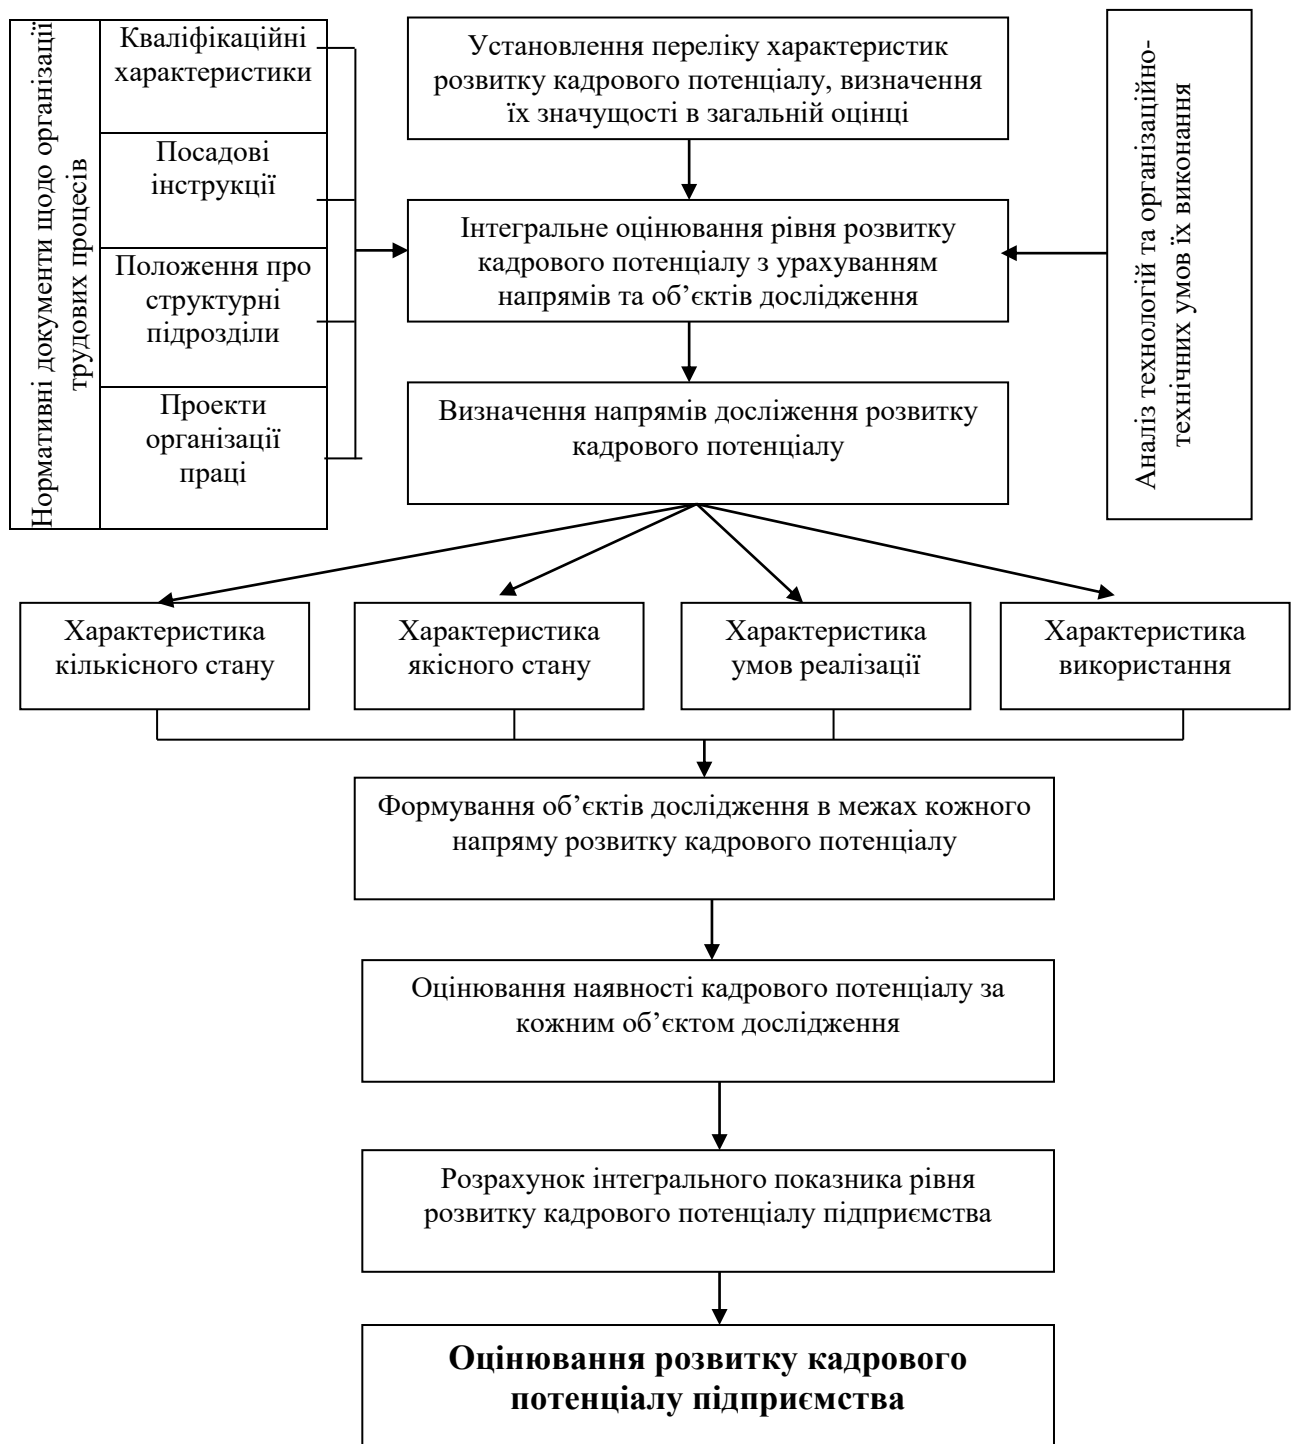 Нормативні документи щодо організації
трудових процесів
Кваліфікаційні
характеристики
Посадові
інструкції
Положення про
структурні
підрозділи
Проекти
організації
праці
Установлення переліку характеристик
розвитку кадрового потенціалу, визначення
їх значущості в загальній оцінці
Інтегральне оцінювання рівня розвитку
кадрового потенціалу з урахуванням
напрямів та об’єктів дослідження
Визначення напрямів досліження розвитку
кадрового потенціалу
Аналіз технологій та організаційно-
технічних умов їх виконання
Характеристика
кількісного стану
Характеристика
якісного стану
Характеристика
умов реалізації
Характеристика
використання
Формування об’єктів дослідження в межах кожного
напряму розвитку кадрового потенціалу
Оцінювання наявності кадрового потенціалу за
кожним об’єктом дослідження
Розрахунок інтегрального показника рівня
розвитку кадрового потенціалу підприємства
Оцінювання розвитку кадрового
потенціалу підприємства